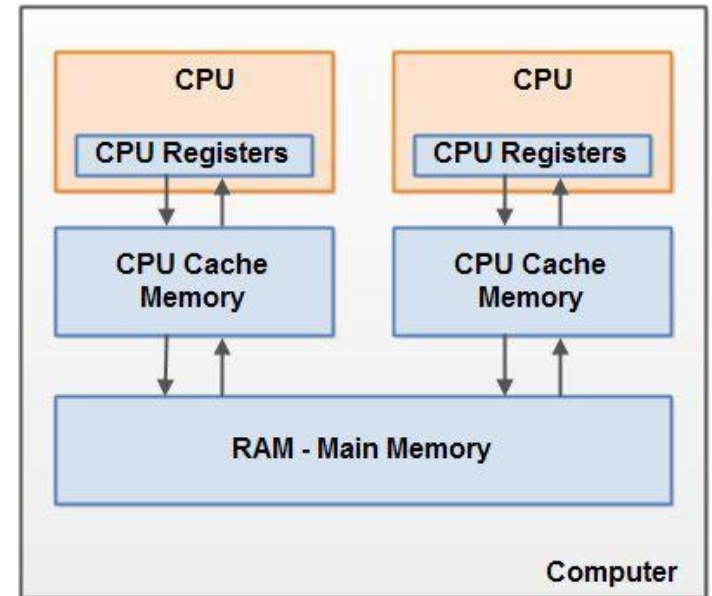 CPU
CPU
CPU Registers
CPU Registers
CPU Cache
Memory
CPU Cache
Memory
RAM - Main Memory
Computer